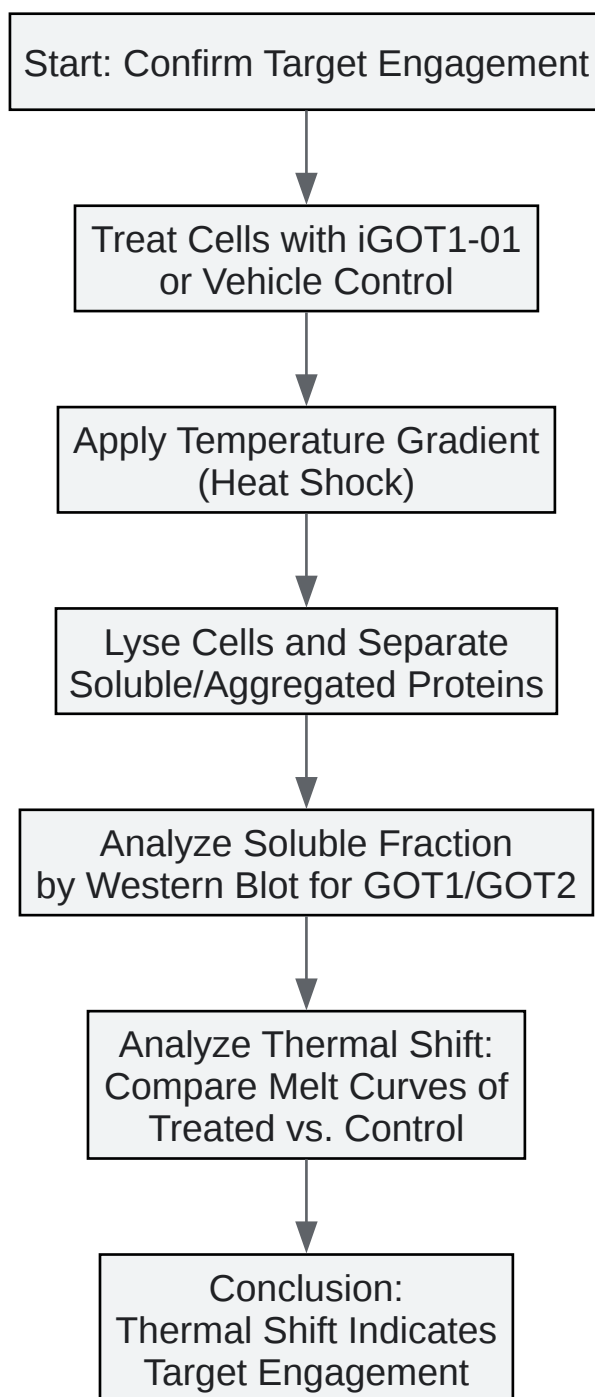 Start: Confirm Target Engagement
Treat Cells with iGOT1-01
or Vehicle Control
Apply Temperature Gradient
(Heat Shock)
Lyse Cells and Separate
Soluble/Aggregated Proteins
Analyze Soluble Fraction
by Western Blot for GOT1/GOT2
Analyze Thermal Shift:
Compare Melt Curves of
Treated vs. Control
Conclusion:
Thermal Shift Indicates
Target Engagement